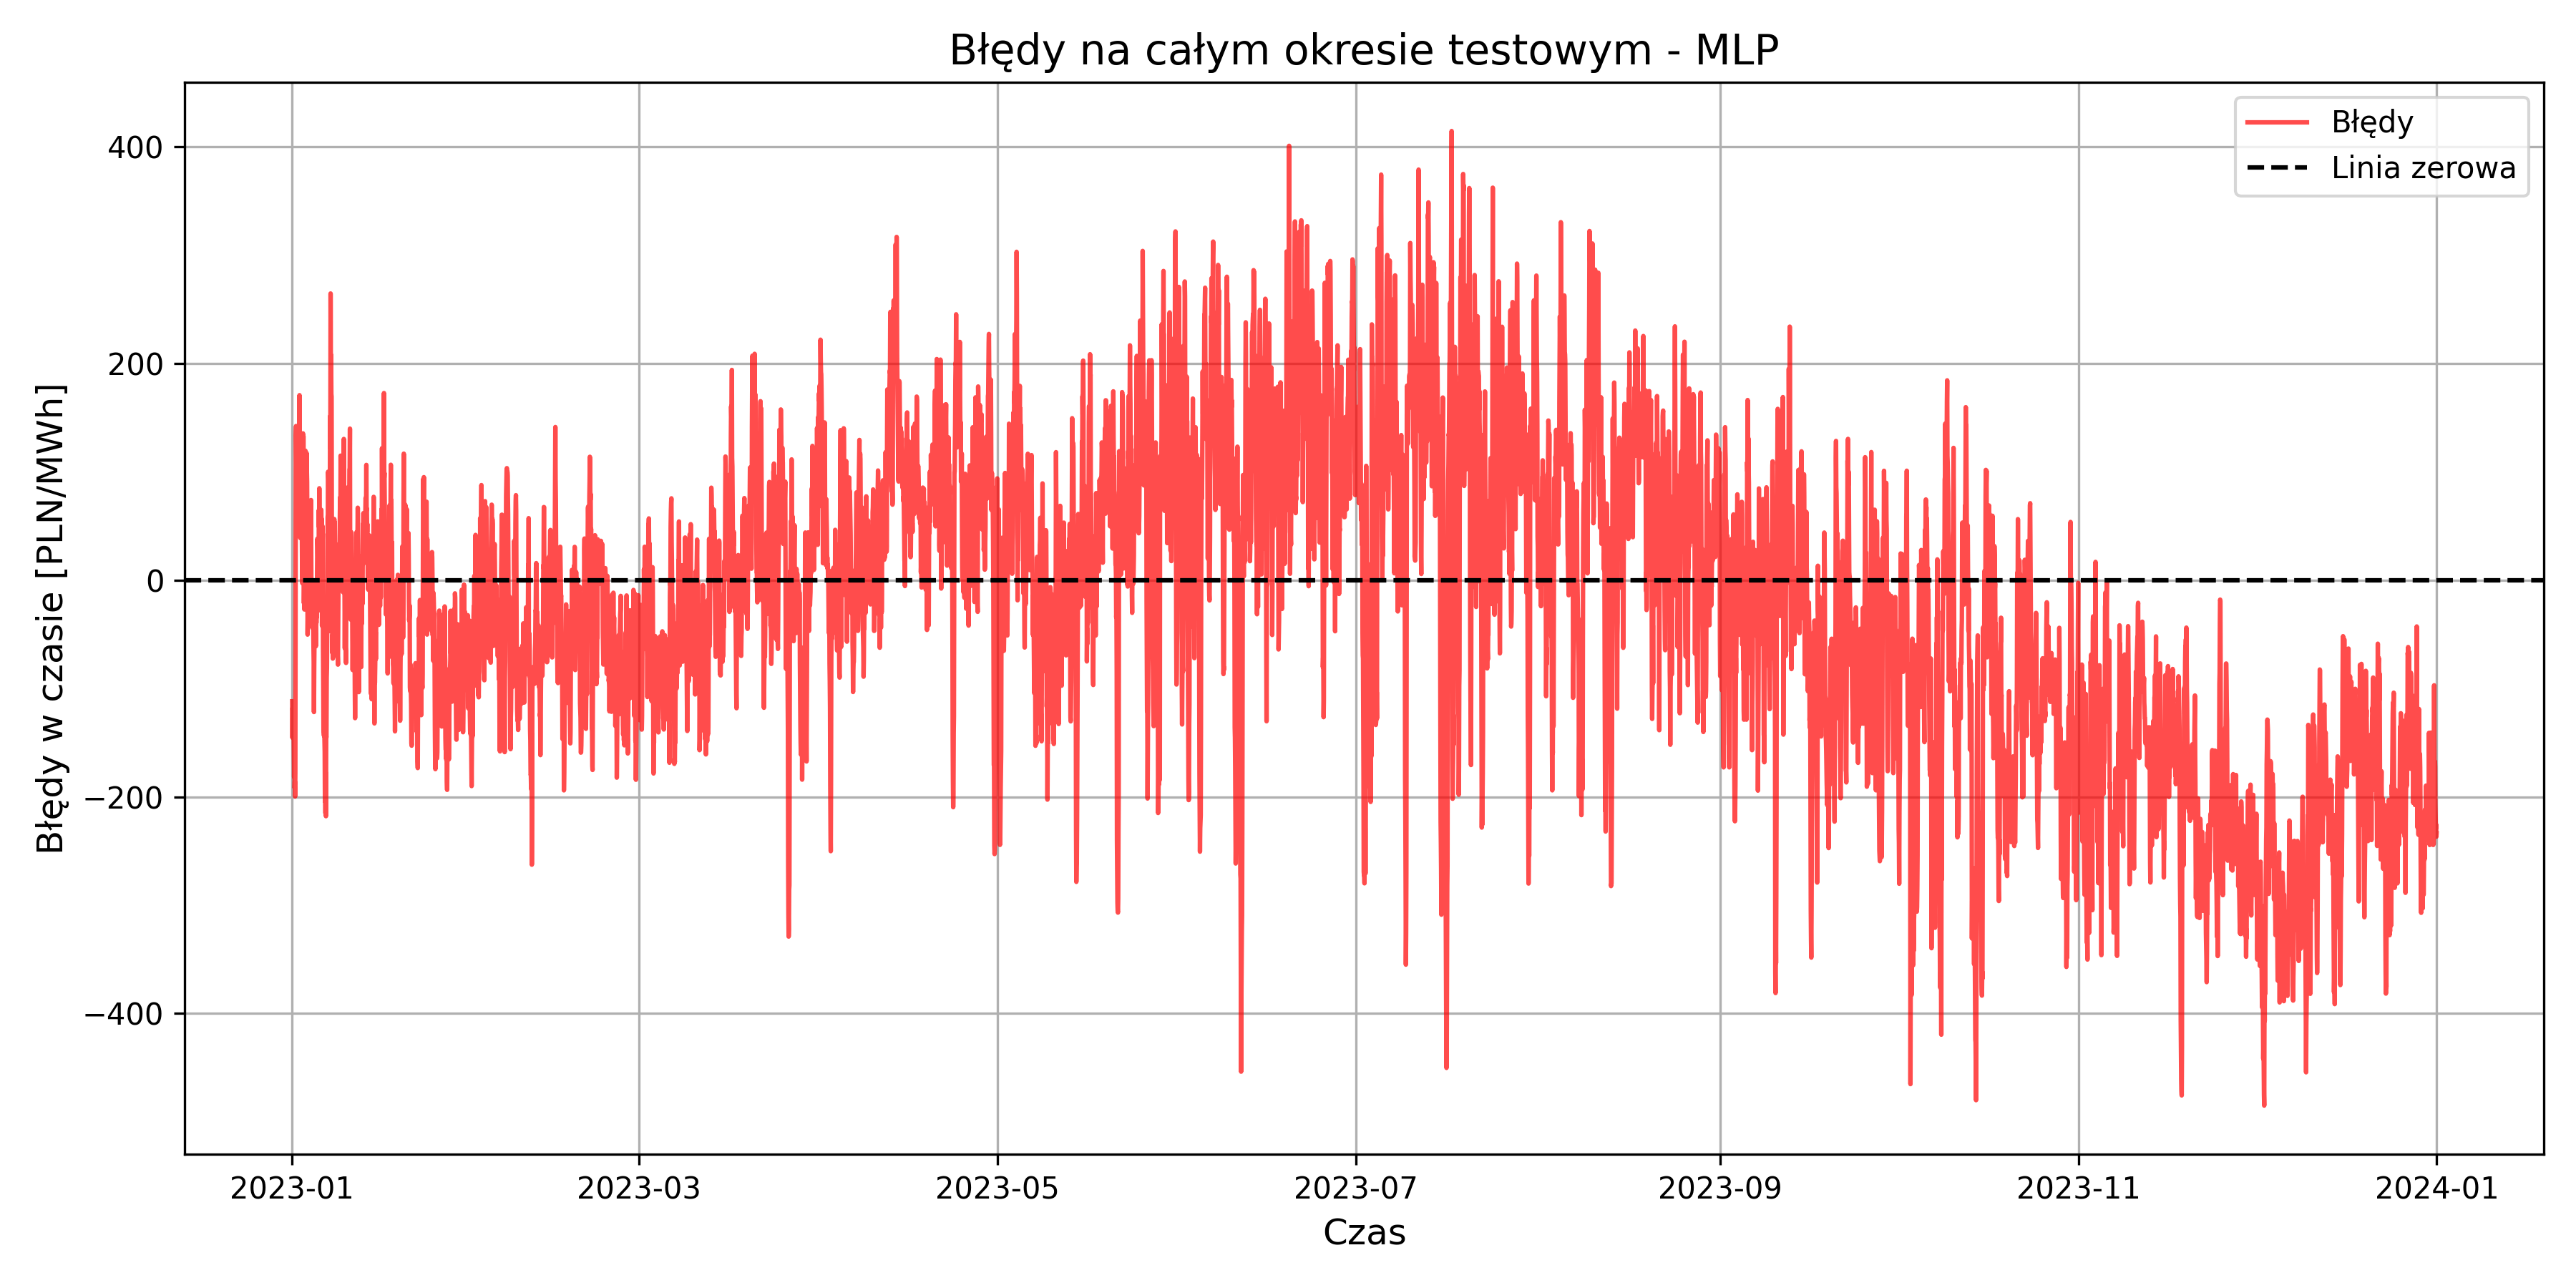 Błędy na całym okresie testowym - MLP
Błędy
Linia zerowa
Błędy w czasie [PLN/MWh]
400
200
0
−200
−400
2023-01
2023-03
2023-05
2023-07
2023-09
2023-11
2024-01
Czas